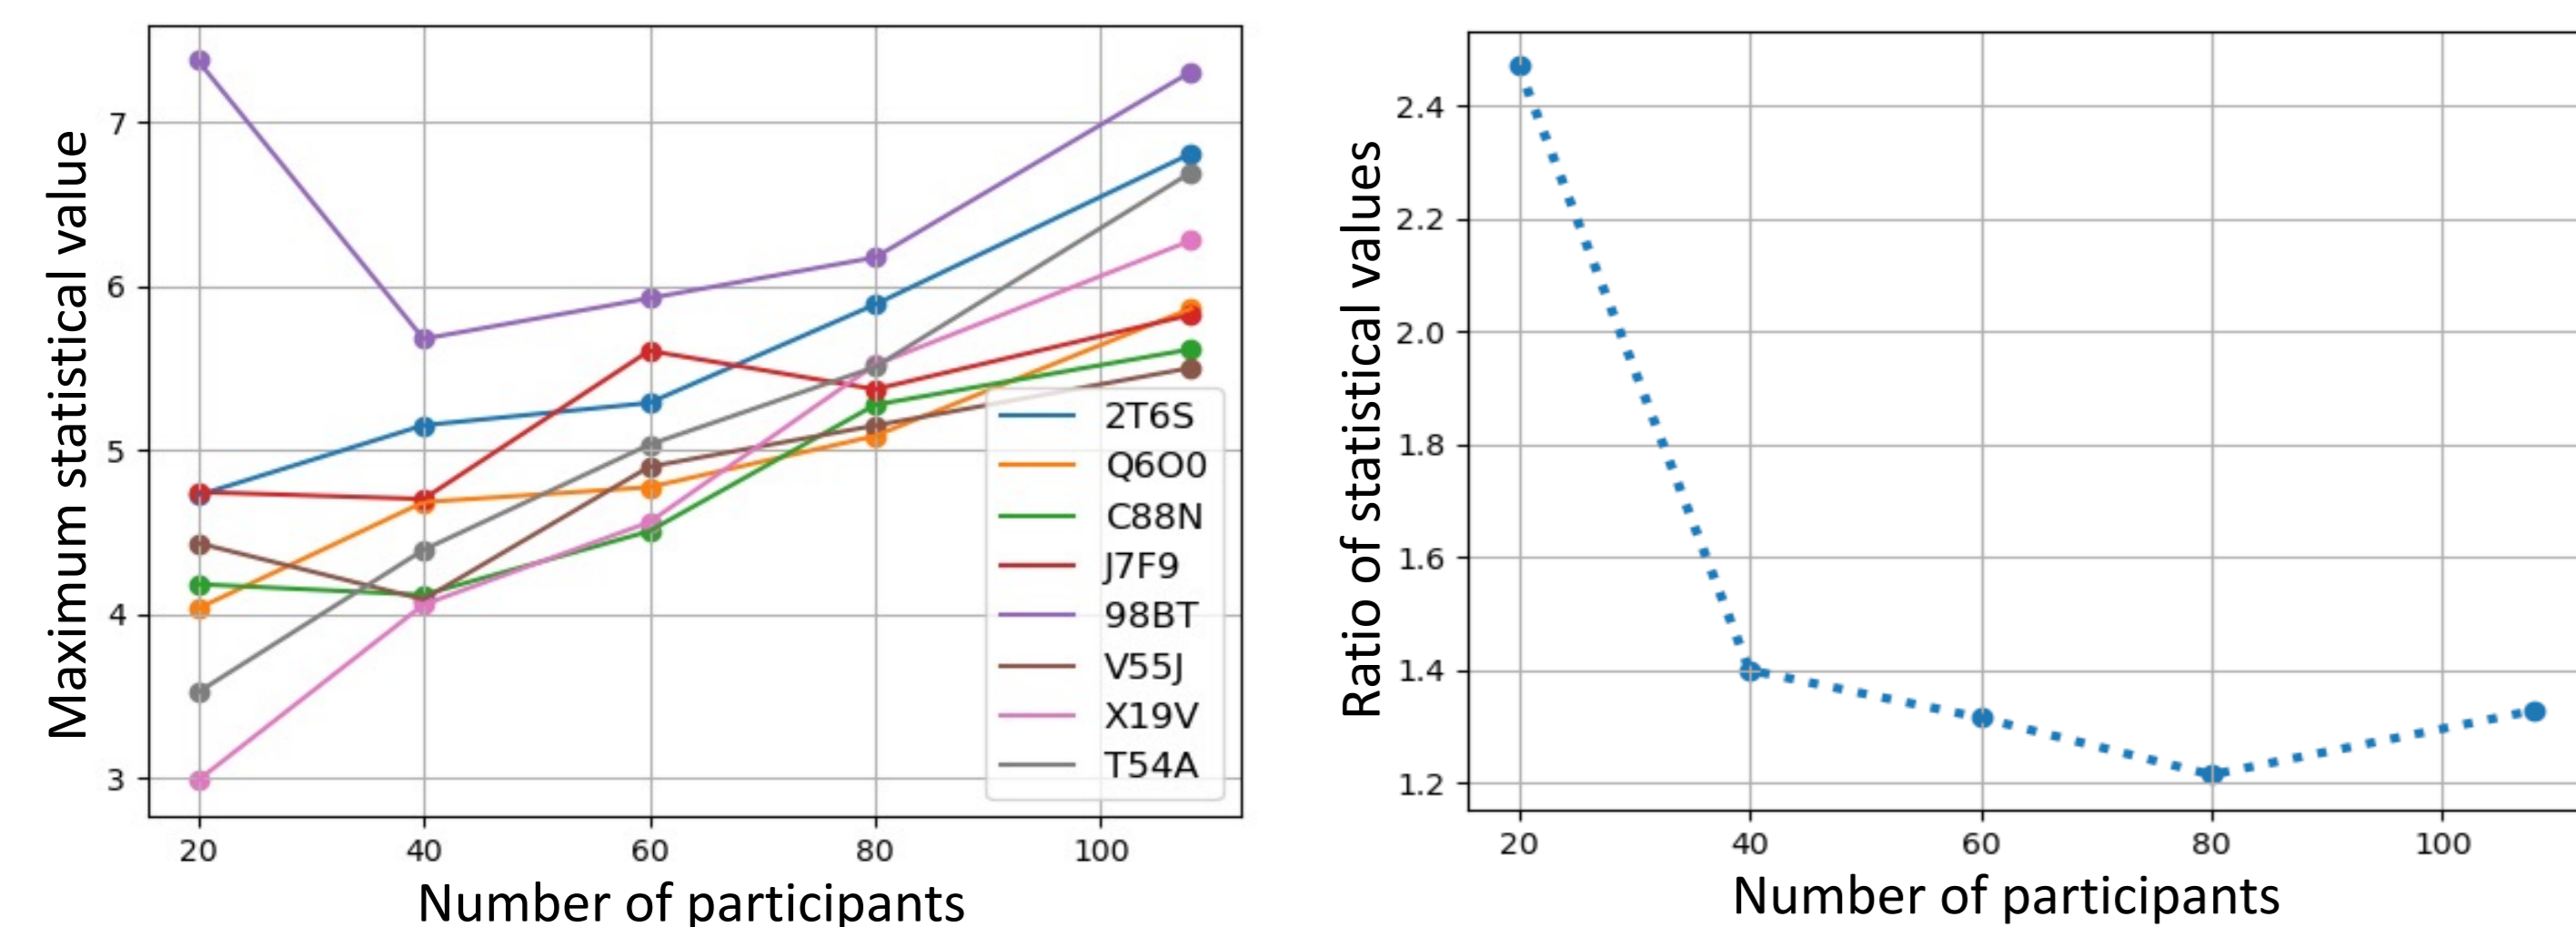 Maximum statistical value
7
6
5
4
3
20 40 60 80 100
Number of participants
2T6S
Q6O0
C88N
J7F9
98BT
V55J
X19V
T54A
Ratio of statistical values
2.4
2.2
2.0
1.8
1.6
1.4
1.2
20 40 60 80 100
Number of participants